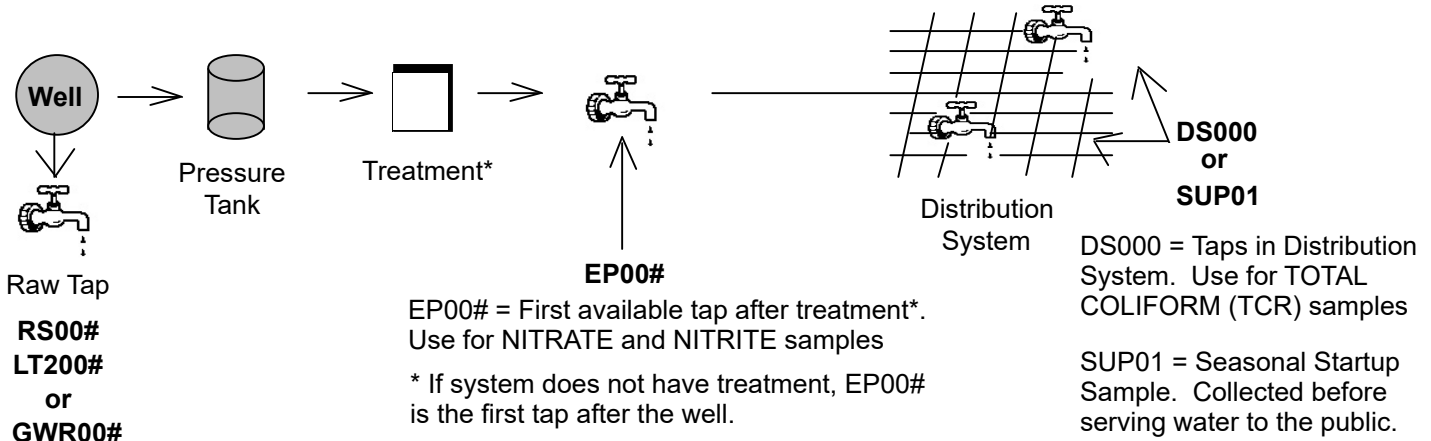 Well
Pressure
Tank
Treatment*
Raw Tap
RS00#
LT200#
or
GWR00#
EP00#
EP00# = First available tap after treatment*.
Use for NITRATE and NITRITE samples
* If system does not have treatment, EP00#
is the first tap after the well.
Distribution
System
DS000
or
SUP01
DS000 = Taps in Distribution
System. Use for TOTAL
COLIFORM (TCR) samples
SUP01 = Seasonal Startup
Sample. Collected before
serving water to the public.